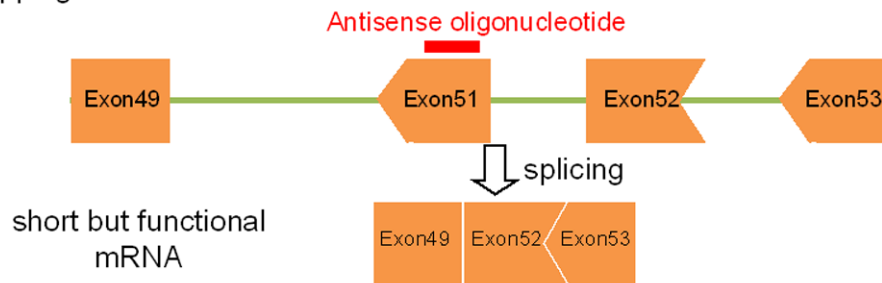 Antisense oligonucleotide
Exon49 Exon51 Exon52 Exon53
splicing
short but functional
mRNA
Exon49 Exon52 Exon53